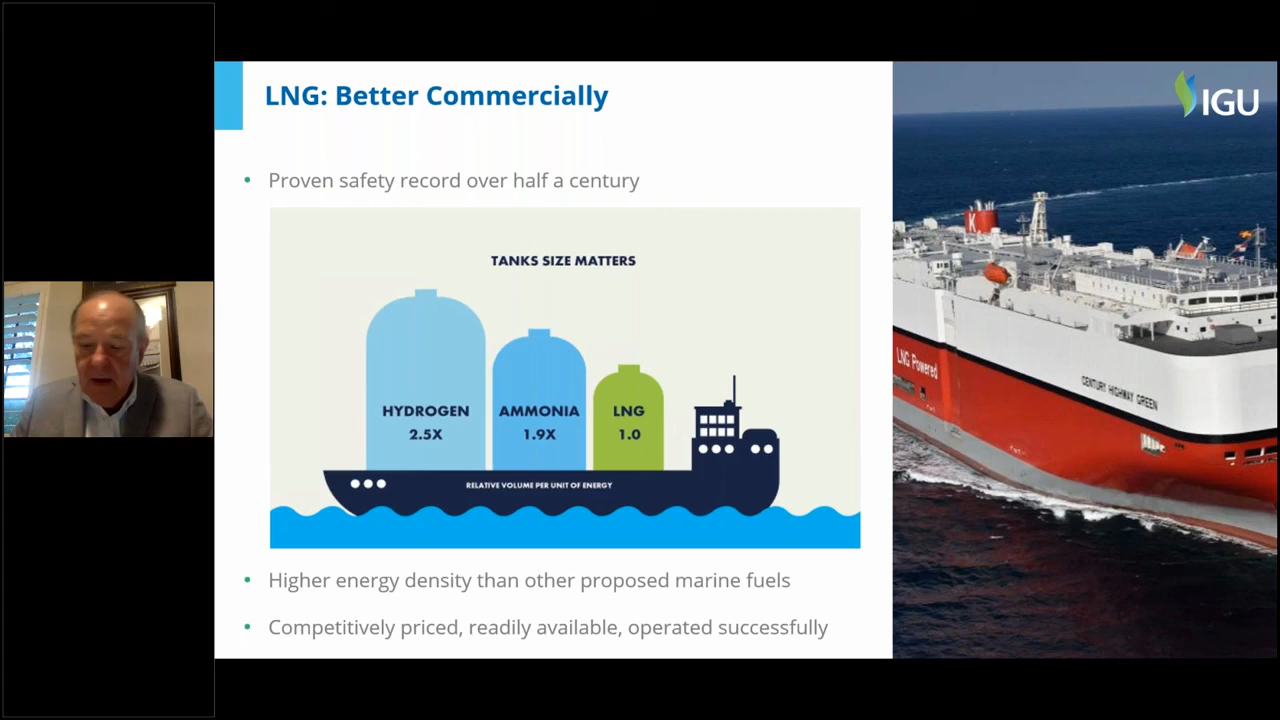 LNG: Better Commercially
IGU
• Proven safety record over half a century
TANKS SIZE MATTERS
HYDROGEN
2.5X
AMMONIA
1.9X
LNG
1.0
RELATIVE VOLUME PER UNIT OF ENERGY
K
LNG Powered
CENTURY HIGHWAY GREEN
• Higher energy density than other proposed marine fuels
• Competitively priced, readily available, operated successfully